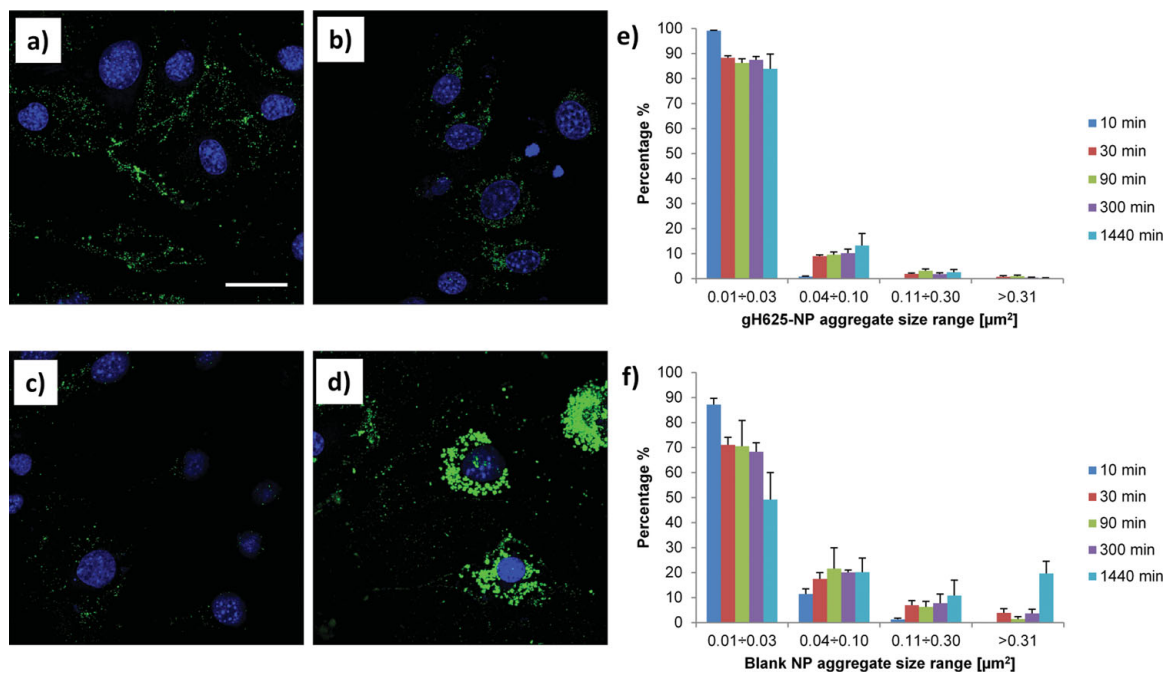 a)
b)
c)
d)
e)
Percentage %
100
90
80
70
60
50
40
30
20
10
0
0.01÷0.03 0.04÷0.10 0.11÷0.30 >0.31
gH625-NP aggregate size range [µm²]
10 min
30 min
90 min
300 min
1440 min
f)
Percentage %
100
90
80
70
60
50
40
30
20
10
0
0.01÷0.03 0.04÷0.10 0.11÷0.30 >0.31
Blank NP aggregate size range [µm²]
10 min
30 min
90 min
300 min
1440 min